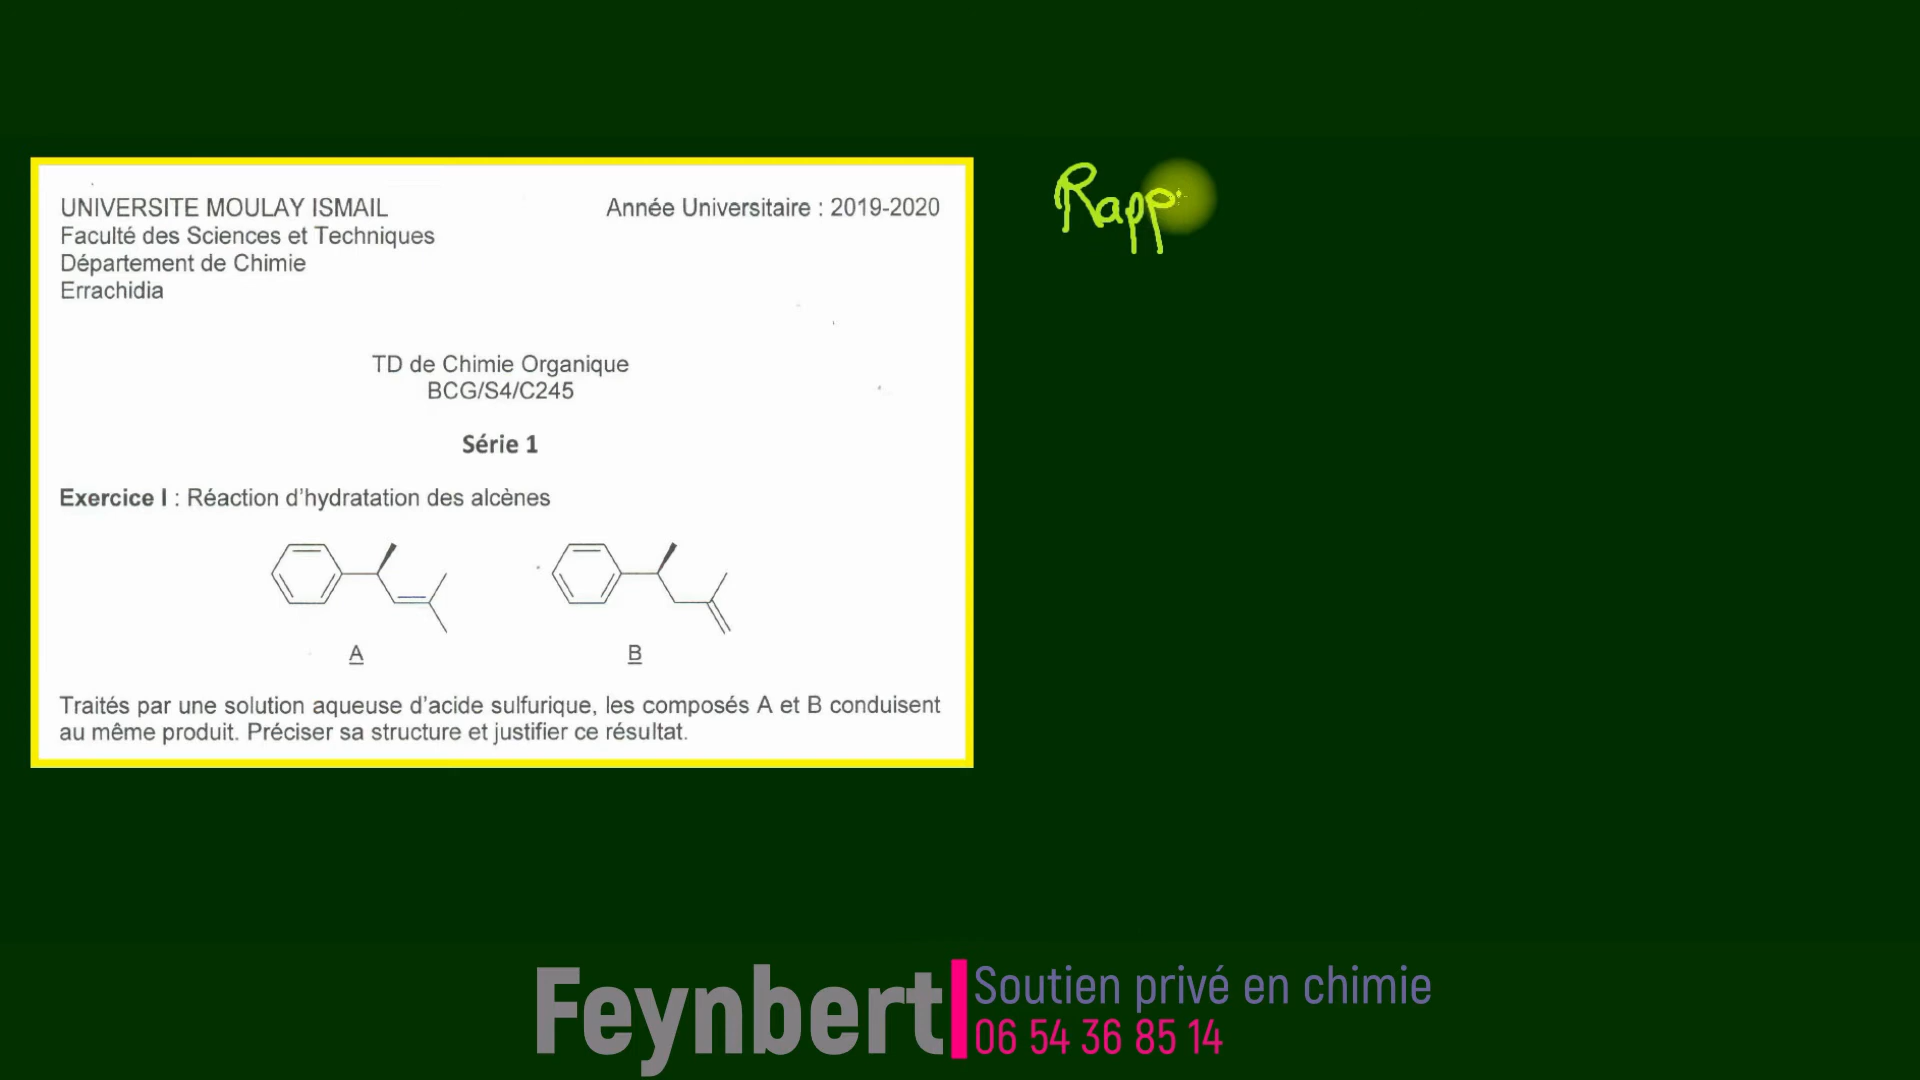 UNIVERSITE MOULAY ISMAIL Année Universitaire : 2019-2020
Faculté des Sciences et Techniques
Département de Chimie
Errachidia
TD de Chimie Organique
BCG/S4/C245
Série 1
Exercice I : Réaction d'hydratation des alcènes
A B
Traités par une solution aqueuse d'acide sulfurique, les composés A et B conduisent
au même produit. Préciser sa structure et justifier ce résultat.
Rapp
Feynbert
Soutien privé en chimie
06 54 36 85 14